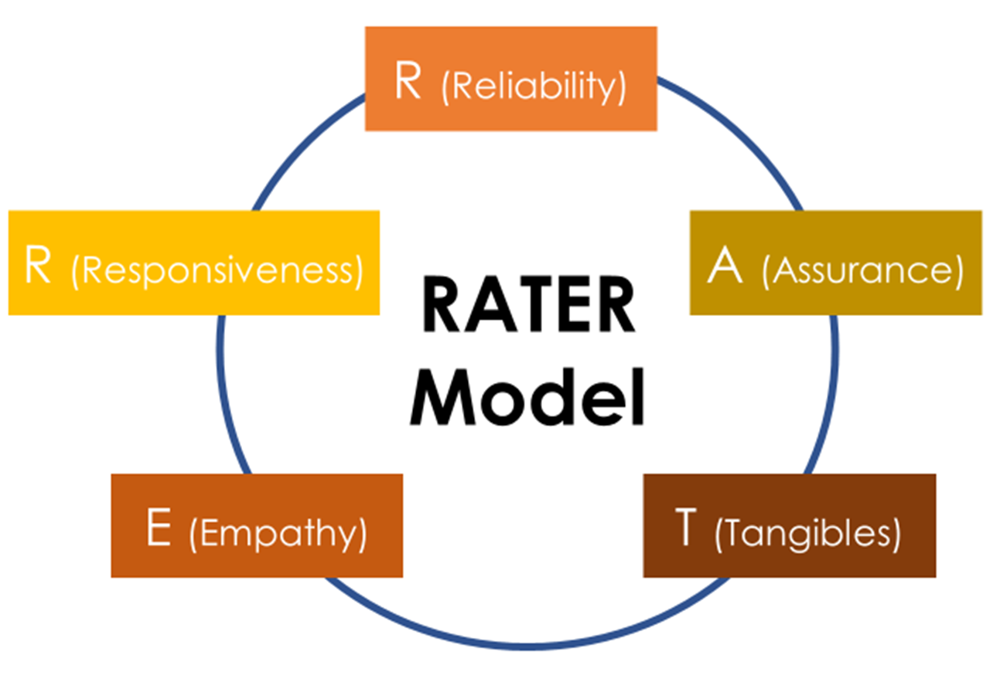 R (Reliability)
A (Assurance)
T (Tangibles)
E (Empathy)
R (Responsiveness)
RATER
Model